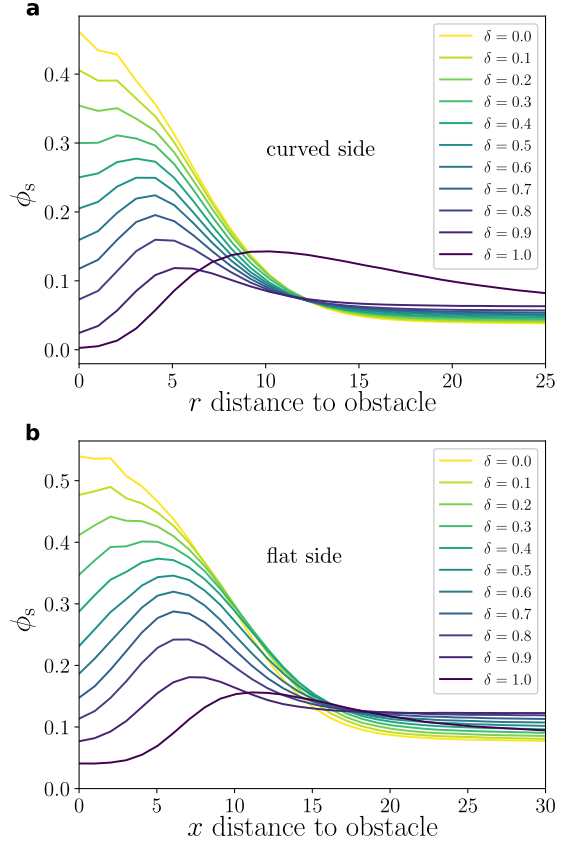 a
0.4
0.3
0.2
0.1
0.0
ϕs
δ = 0.0
δ = 0.1
δ = 0.2
δ = 0.3
δ = 0.4
δ = 0.5
δ = 0.6
δ = 0.7
δ = 0.8
δ = 0.9
δ = 1.0
curved side
0 5 10 15 20 25
r distance to obstacle
b
0.5
0.4
0.3
0.2
0.1
0.0
ϕs
δ = 0.0
δ = 0.1
δ = 0.2
δ = 0.3
δ = 0.4
δ = 0.5
δ = 0.6
δ = 0.7
δ = 0.8
δ = 0.9
δ = 1.0
flat side
0 5 10 15 20 25 30
x distance to obstacle